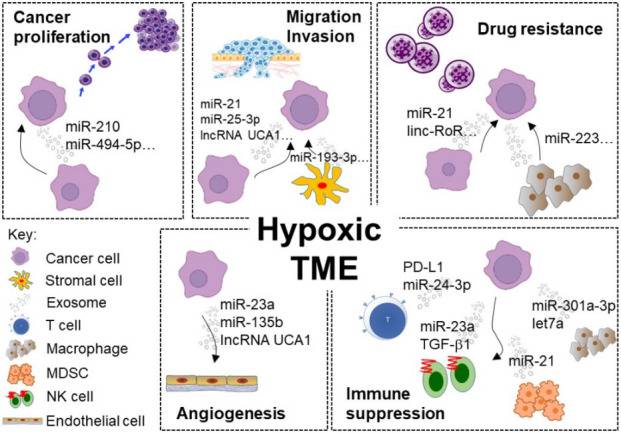 Cancer
proliferation
miR-210
miR-494-5p...
Migration
Invasion
miR-21
miR-25-3p
lncRNA UCA1...
miR-193-3p...
Drug resistance
miR-21
linc-RoR...
miR-223...
Hypoxic
TME
Key:
Cancer cell
Stromal cell
Exosome
T
T cell
Macrophage
MDSC
NK cell
Endothelial cell
miR-23a
miR-135b
lncRNA UCA1
Angiogenesis
PD-L1
miR-24-3p
T
miR-23a
TGF-β1
miR-301a-3p
let7a
miR-21
Immune
suppression